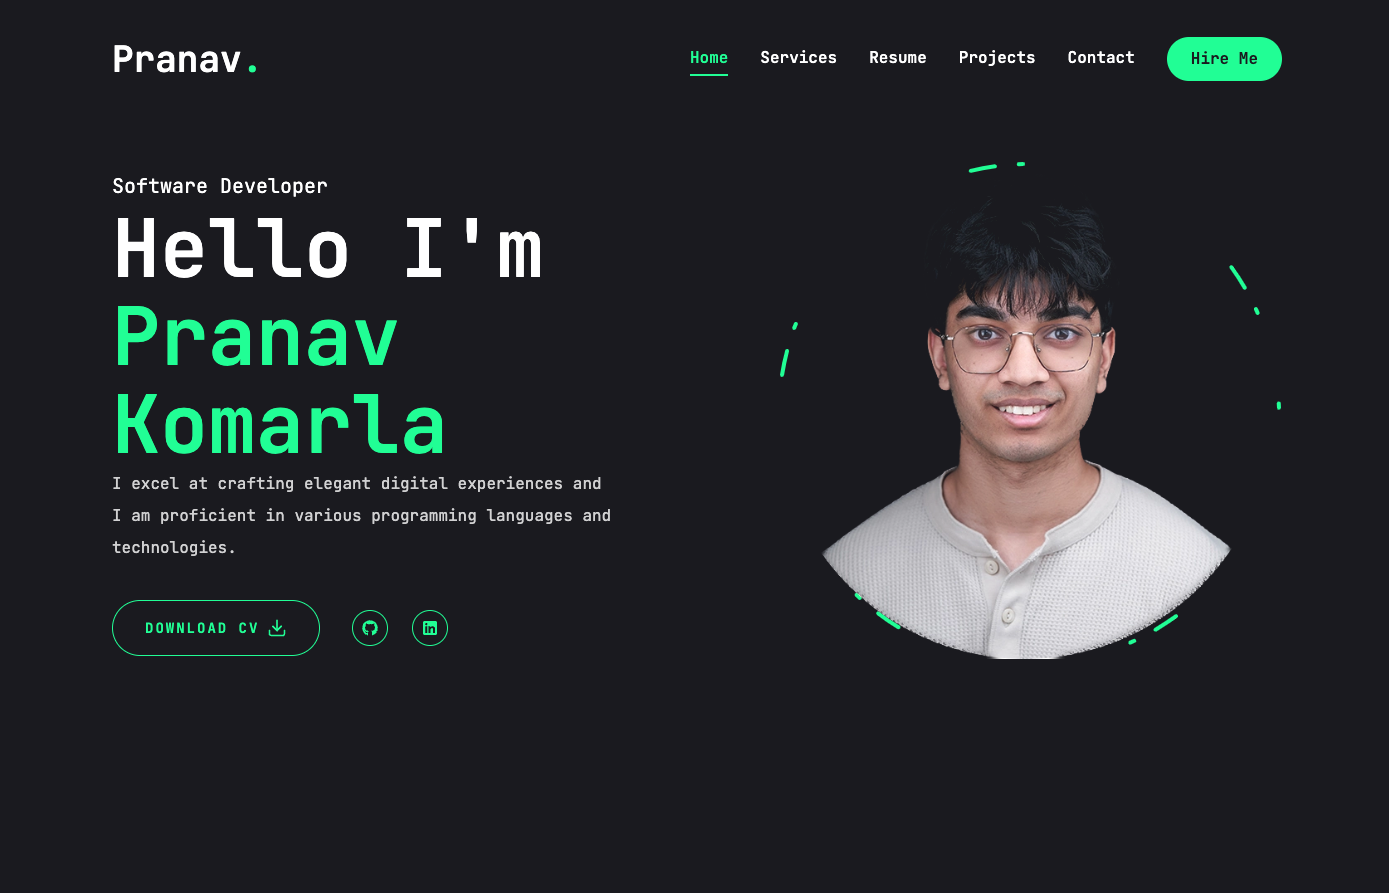 Pranav.
Home Services Resume Projects Contact Hire Me
Software Developer
Hello I'm
Pranav
Komarla
I excel at crafting elegant digital experiences and
I am proficient in various programming languages and
technologies.
DOWNLOAD CV
in